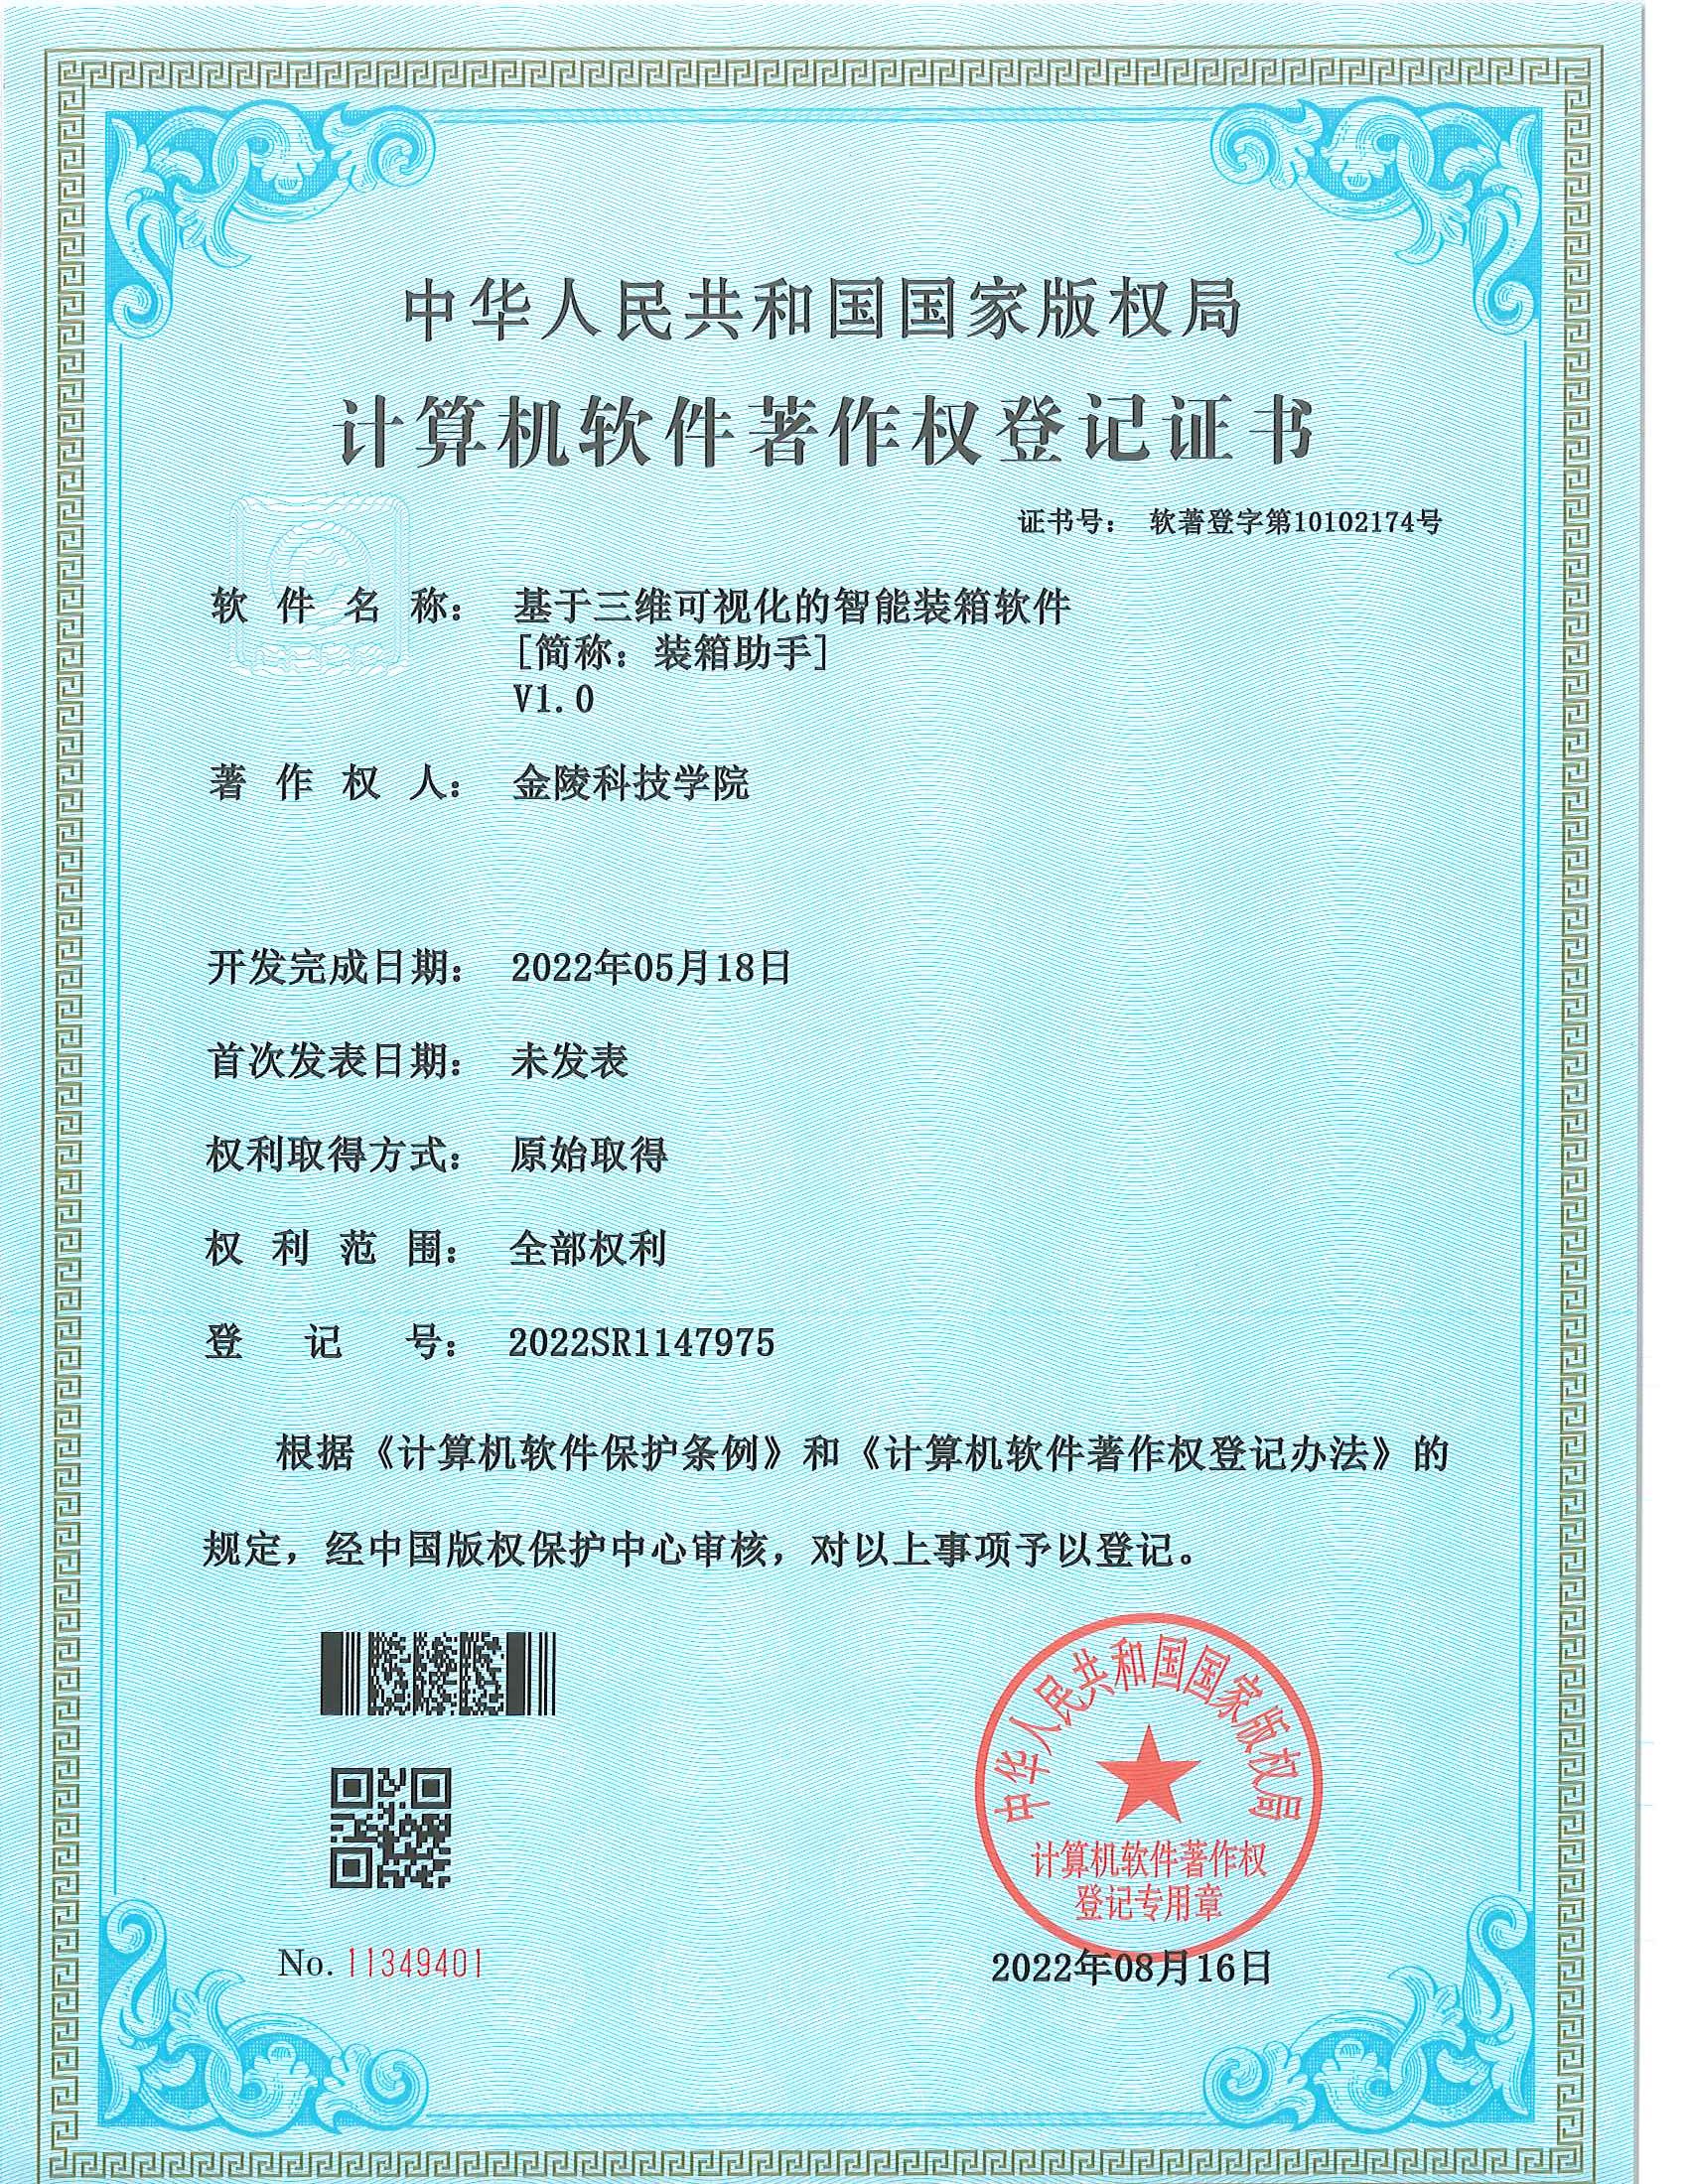 中华人民共和国国家版权局
计算机软件著作权登记证书
证书号： 软著登字第10102174号
软件名称： 基于三维可视化的智能装箱软件
[简称：装箱助手]
V1.0
著作权人： 金陵科技学院
开发完成日期： 2022年05月18日
首次发表日期： 未发表
权利取得方式： 原始取得
权利范围： 全部权利
登记号： 2022SR1147975
根据《计算机软件保护条例》和《计算机软件著作权登记办法》的
规定，经中国版权保护中心审核，对以上事项予以登记。
中华人民共和国国家版权局
计算机软件著作权
登记专用章
No. 11349401
2022年08月16日